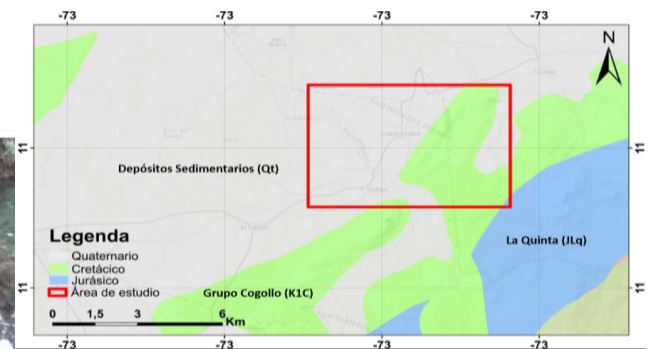 -73 -73 -73 -73
N
11 11
Depósitos Sedimentarios (Qt)
La Quinta (JLq)
Legenda
Quaternario
Cretácico
Jurásico
Área de estudio
Grupo Cogollo (K1C)
11 11
0 1,5 3 6
Km
-73 -73 -73 -73